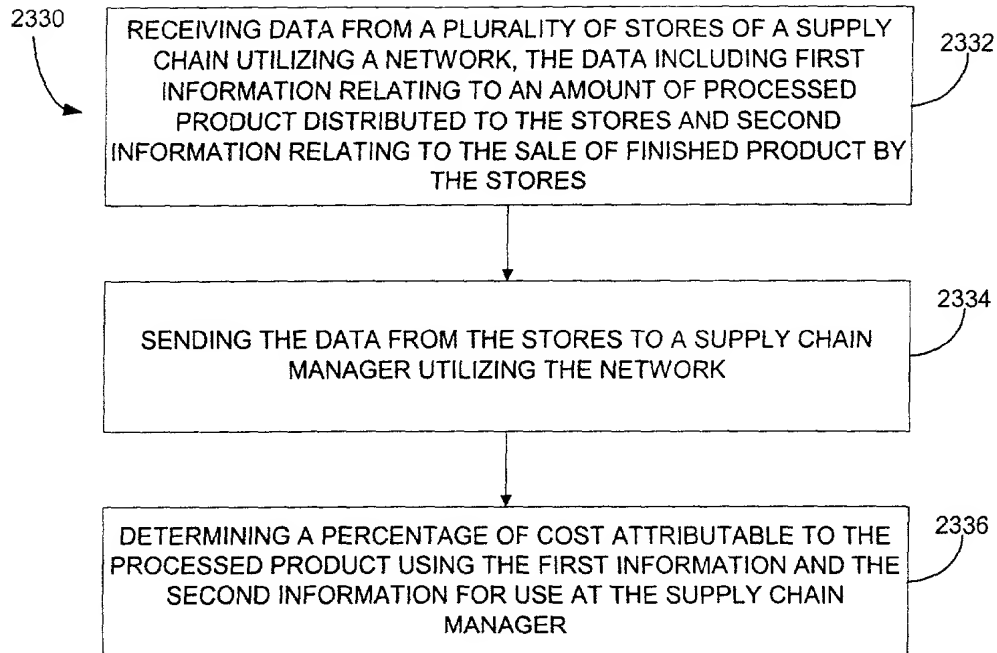 2330
RECEIVING DATA FROM A PLURALITY OF STORES OF A SUPPLY
CHAIN UTILIZING A NETWORK, THE DATA INCLUDING FIRST
INFORMATION RELATING TO AN AMOUNT OF PROCESSED
PRODUCT DISTRIBUTED TO THE STORES AND SECOND
INFORMATION RELATING TO THE SALE OF FINISHED PRODUCT BY
THE STORES
2332
SENDING THE DATA FROM THE STORES TO A SUPPLY CHAIN
MANAGER UTILIZING THE NETWORK
2334
DETERMINING A PERCENTAGE OF COST ATTRIBUTABLE TO THE
PROCESSED PRODUCT USING THE FIRST INFORMATION AND THE
SECOND INFORMATION FOR USE AT THE SUPPLY CHAIN
MANAGER
2336